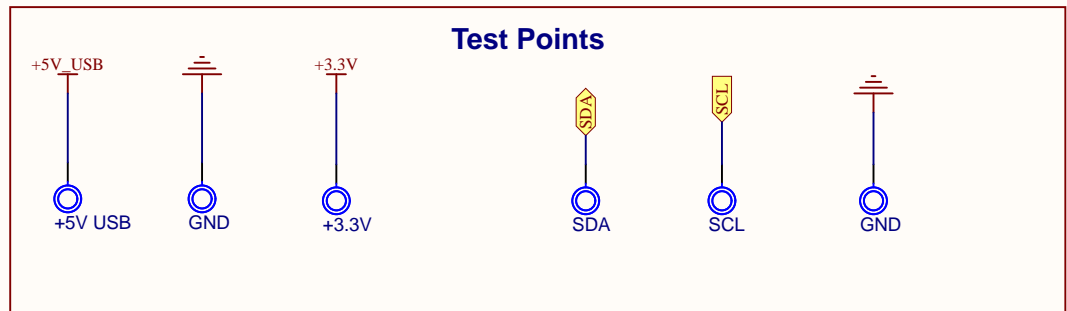 Test Points
+5V_USB
+3.3V
SDA
SCL
+5V USB
GND
+3.3V
SDA
SCL
GND